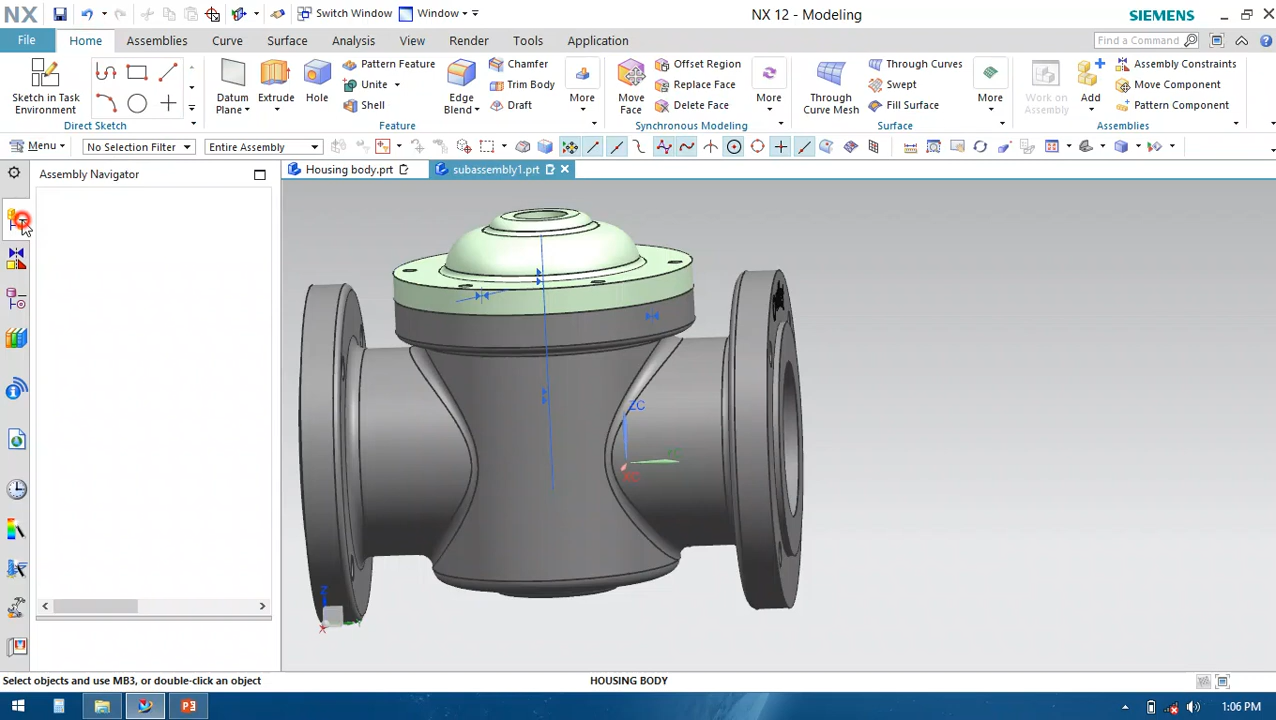 NX
Switch Window
Window
NX 12 - Modeling
SIEMENS
File
Home
Assemblies
Curve
Surface
Analysis
View
Render
Tools
Application
Find a Command
Sketch in Task Environment
Direct Sketch
Datum Plane
Extrude
Hole
Pattern Feature
Unite
Shell
Edge Blend
Chamfer
Trim Body
Draft
More
Feature
Move Face
Offset Region
Replace Face
Delete Face
More
Synchronous Modeling
Through Curve Mesh
Through Curves
Swept
Fill Surface
More
Surface
Work on Assembly
Add
Assembly Constraints
Move Component
Pattern Component
Assemblies
Menu
No Selection Filter
Entire Assembly
Assembly Navigator
Housing body.prt
subassembly1.prt
ZC
XC
Z
X
Select objects and use MB3, or double-click an object
HOUSING BODY
1:06 PM